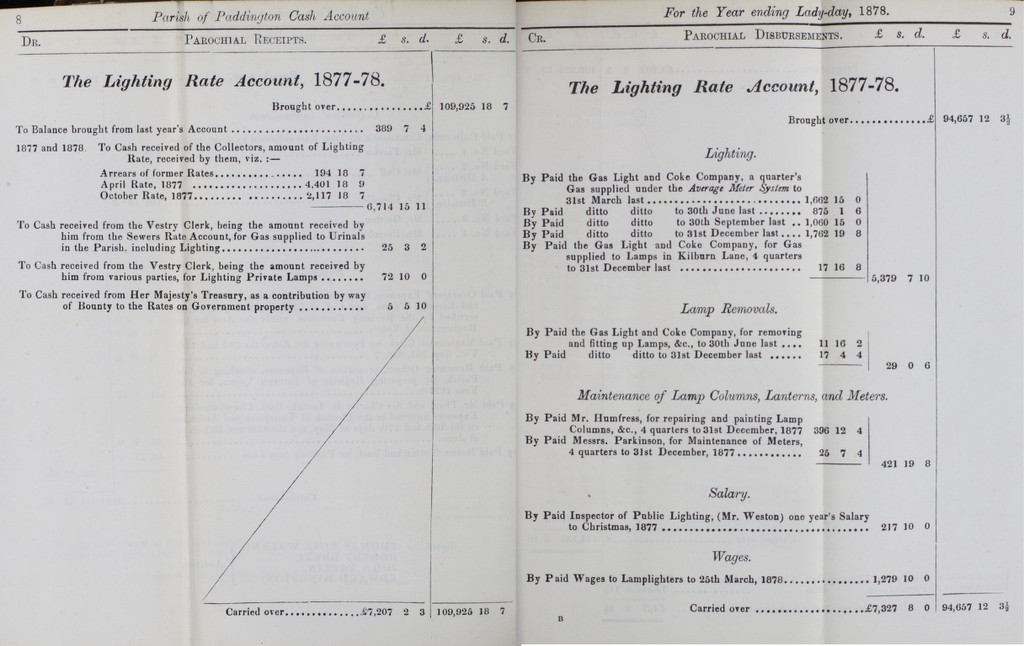 8 Parish of Paddington Cash Account
DR. PAROCHIAL RECEIPTS. £ s. d. £ s. d.
The Lighting Rate Account, 1877-78.
Brought over................£ 109,925 18 7
To Balance brought from last year's Account ........................ 389 7 4
1877 and 1878. To Cash received of the Collectors, amount of Lighting
Rate, received by them, viz. :—
Arrears of former Rates................ 194 18 7
April Rate, 1877 .................... 4,401 18 9
October Rate, 1877.................... 2,117 18 7
6,714 15 11
To Cash received from the Vestry Clerk, being the amount received by
him from the Sewers Rate Account, for Gas supplied to Urinals
in the Parish. including Lighting.......................... 25 3 2
To Cash received from the Vestry Clerk, being the amount received by
him from various parties, for Lighting Private Lamps ........ 72 10 0
To Cash received from Her Majesty's Treasury, as a contribution by way
of Bounty to the Rates on Government property ............ 5 5 10
Carried over..............£7,207 2 3 109,925 18 7
For the Year ending Lady-day, 1878. 9
CR. PAROCHIAL DISBURSEMENTS. £ s. d. £ s. d.
The Lighting Rate Account, 1877-78.
Brought over..............£ 94,657 12 3½
Lighting.
By Paid the Gas Light and Coke Company, a quarter's
Gas supplied under the Average Meter System to
31st March last........................ 1,662 15 0
By Paid ditto ditto to 30th June last ........ 875 1 6
By Paid ditto ditto to 30th September last .. 1,060 15 0
By Paid ditto ditto to 31st December last .... 1,762 19 8
By Paid the Gas Light and Coke Company, for Gas
supplied to Lamps in Kilburn Lane, 4 quarters
to 31st December last ...................... 17 16 8
5,379 7 10
Lamp Removals.
By Paid the Gas Light and Coke Company, for removing
and fitting up Lamps, &c., to 30th June last .... 11 16 2
By Paid ditto ditto to 31st December last ...... 17 4 4
29 0 6
Maintenance of Lamp Columns, Lanterns, and Meters.
By Paid Mr. Humfress, for repairing and painting Lamp
Columns, &c., 4 quarters to 31st December, 1877 396 12 4
By Paid Messrs. Parkinson, for Maintenance of Meters,
4 quarters to 31st December, 1877............ 25 7 4
421 19 8
Salary.
By Paid Inspector of Public Lighting, (Mr. Weston) one year's Salary
to Christmas, 1877 ...................................... 217 10 0
Wages.
By Paid Wages to Lamplighters to 25th March, 1878................ 1,279 10 0
Carried over ....................£7,327 8 0 94,657 12 3½
B